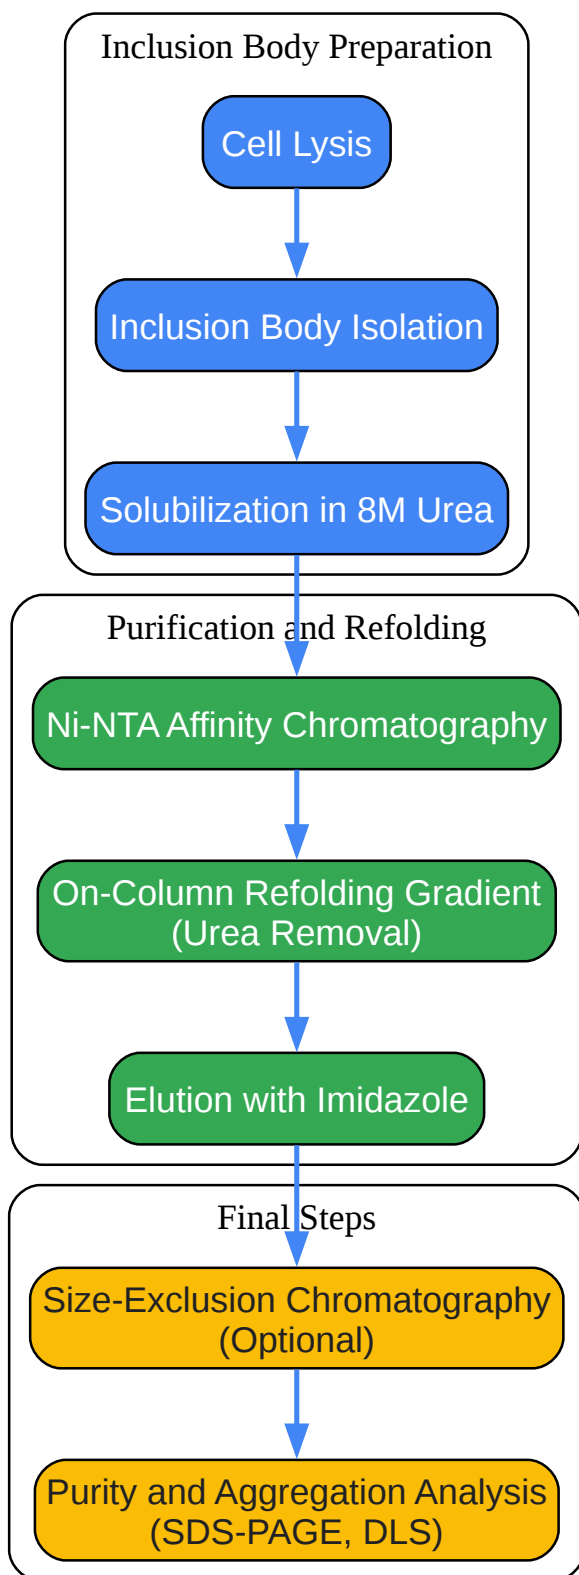 Inclusion Body Preparation
Cell Lysis
Inclusion Body Isolation
Solubilization in 8M Urea
Purification and Refolding
Ni-NTA Affinity Chromatography
On-Column Refolding Gradient
(Urea Removal)
Elution with Imidazole
Final Steps
Size-Exclusion Chromatography
(Optional)
Purity and Aggregation Analysis
(SDS-PAGE, DLS)